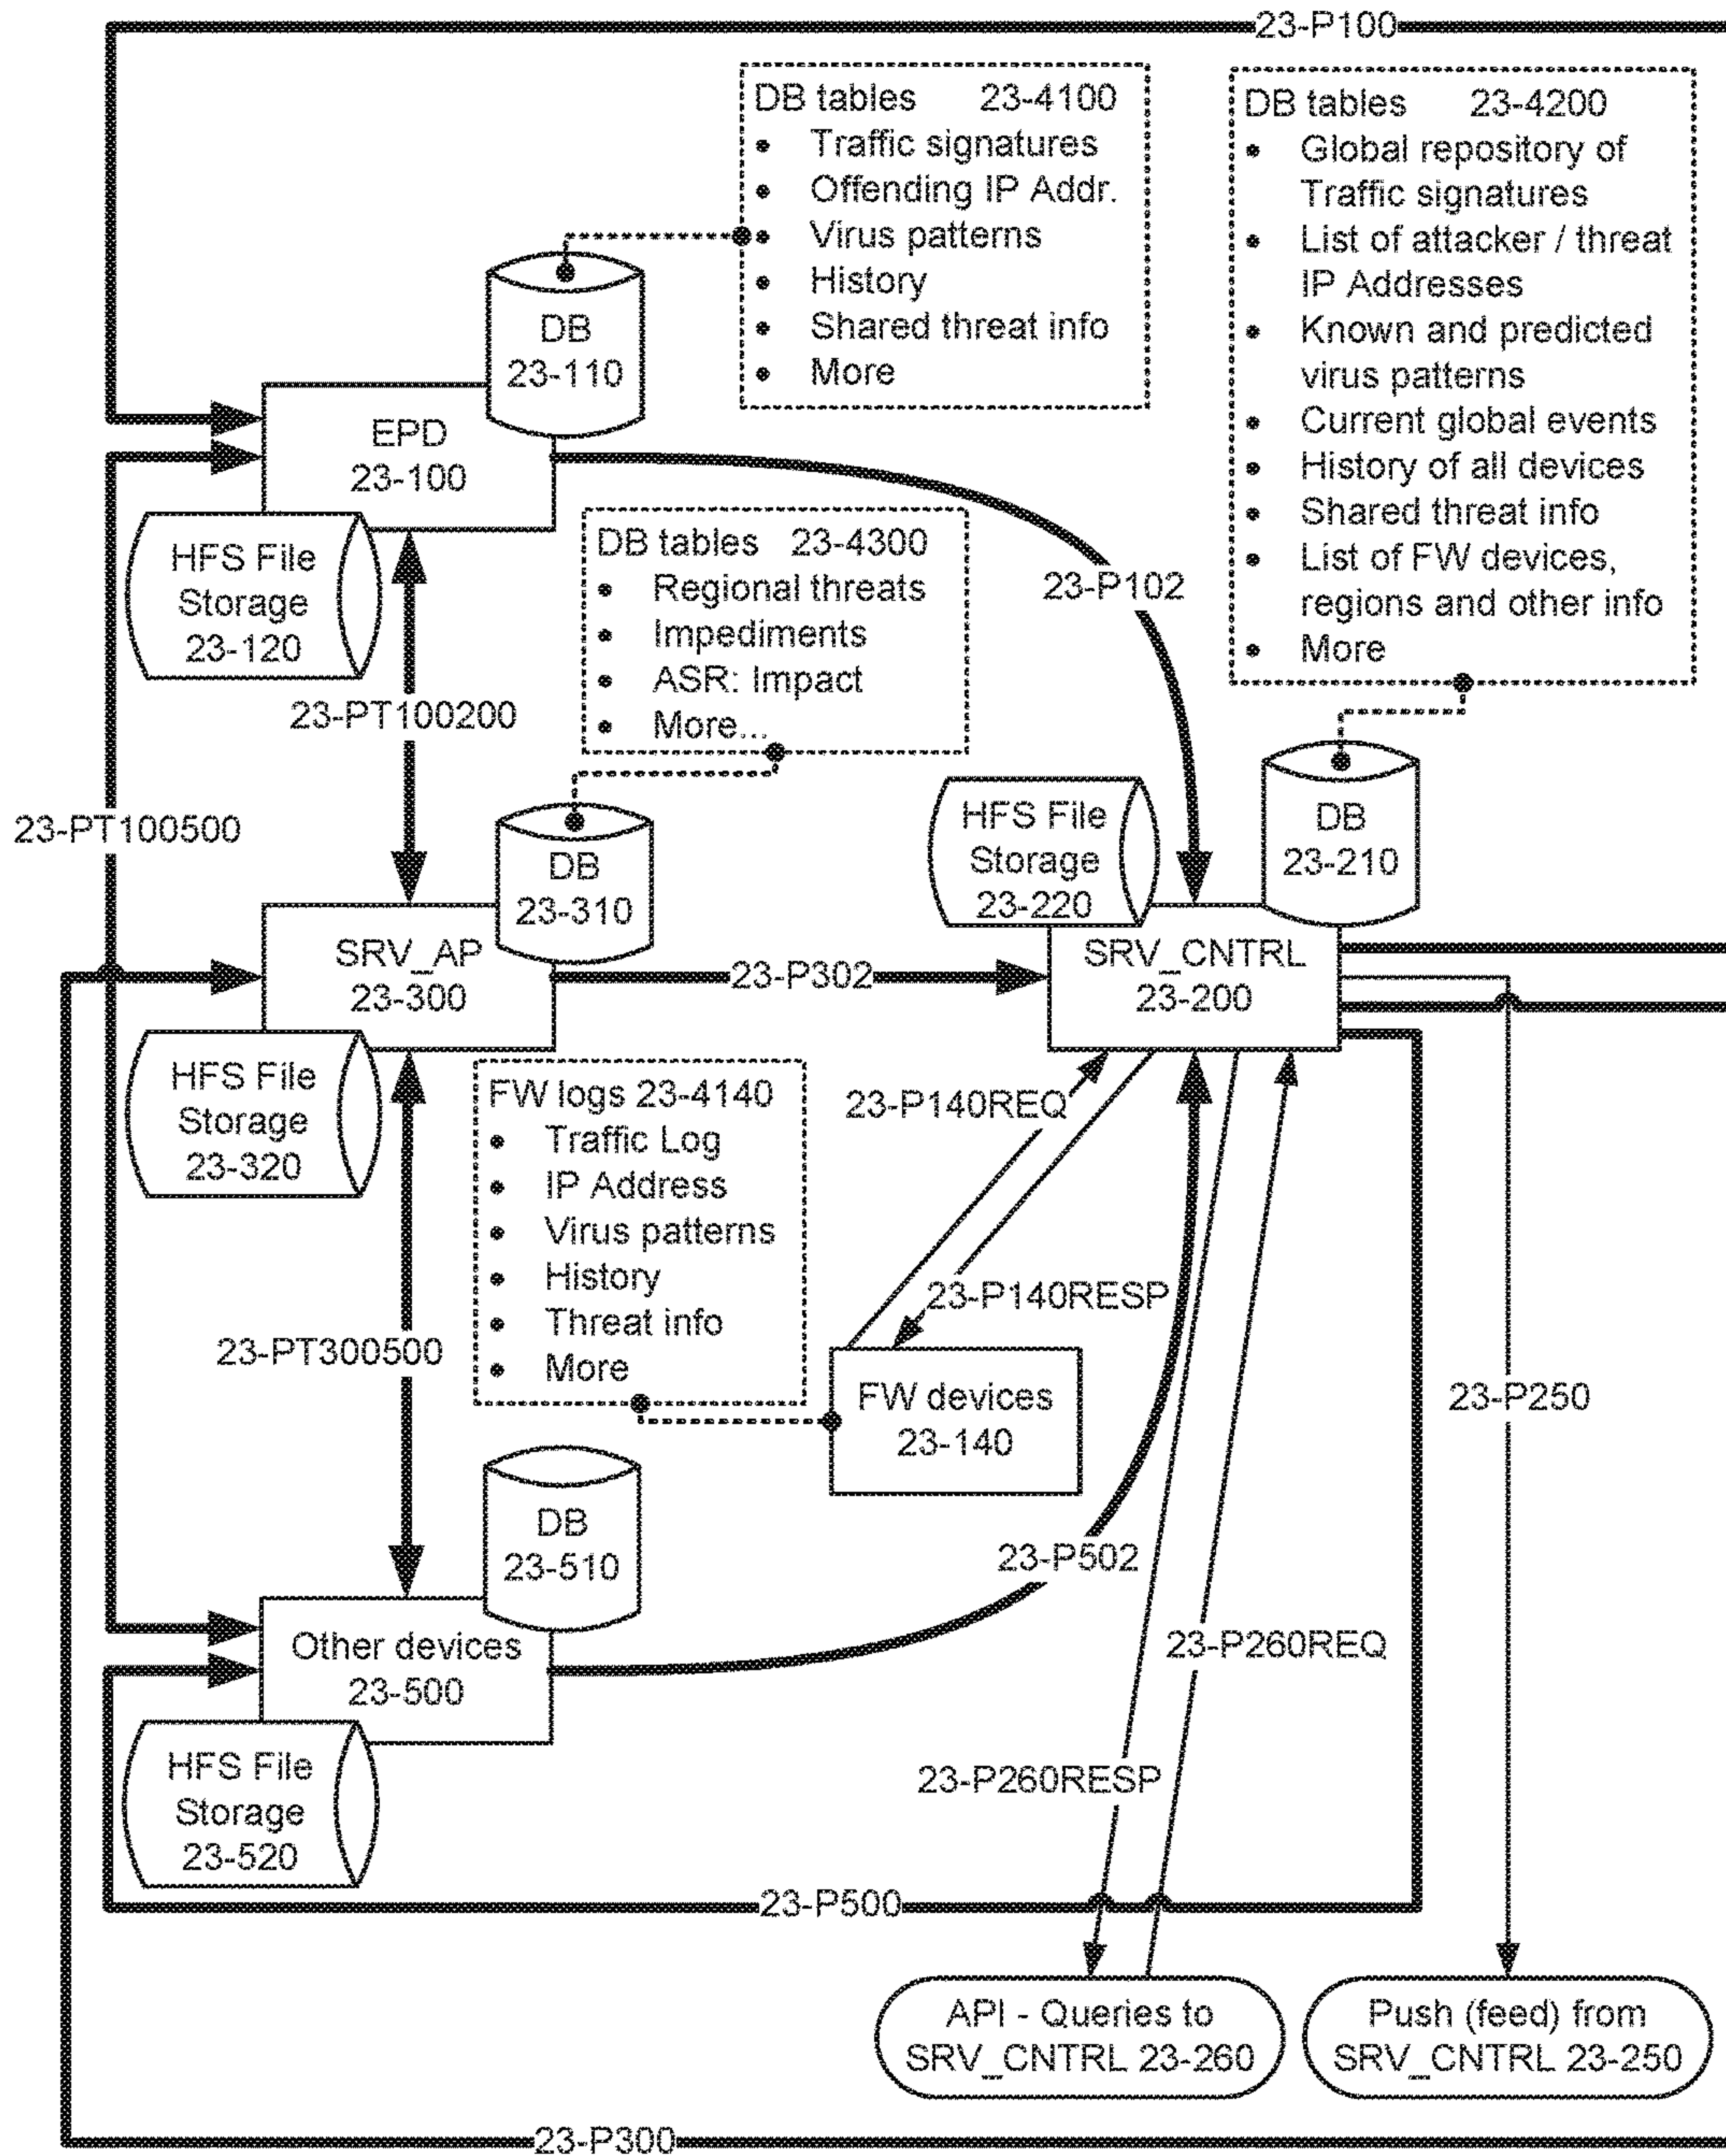 23-P100
DB tables 23-4100
• Traffic signatures
• Offending IP Addr.
• Virus patterns
• History
• Shared threat info
• More
DB tables 23-4200
• Global repository of
Traffic signatures
• List of attacker / threat
IP Addresses
• Known and predicted
virus patterns
• Current global events
• History of all devices
• Shared threat info
• List of FW devices,
regions and other info
• More
DB
23-110
EPD
23-100
HFS File
Storage
23-120
DB tables 23-4300
• Regional threats
• Impediments
• ASR: Impact
• More...
23-P102
23-PT100200
23-PT100500
DB
23-310
HFS File
Storage
23-220
DB
23-210
SRV_AP
23-300
23-P302
SRV_CNTRL
23-200
HFS File
Storage
23-320
FW logs 23-4140
• Traffic Log
• IP Address
• Virus patterns
• History
• Threat info
• More
23-P140REQ
23-P140RESP
23-PT300500
FW devices
23-140
23-P250
DB
23-510
23-P502
Other devices
23-500
23-P260REQ
23-P260RESP
HFS File
Storage
23-520
23-P500
API - Queries to
SRV_CNTRL 23-260
Push (feed) from
SRV_CNTRL 23-250
23-P300